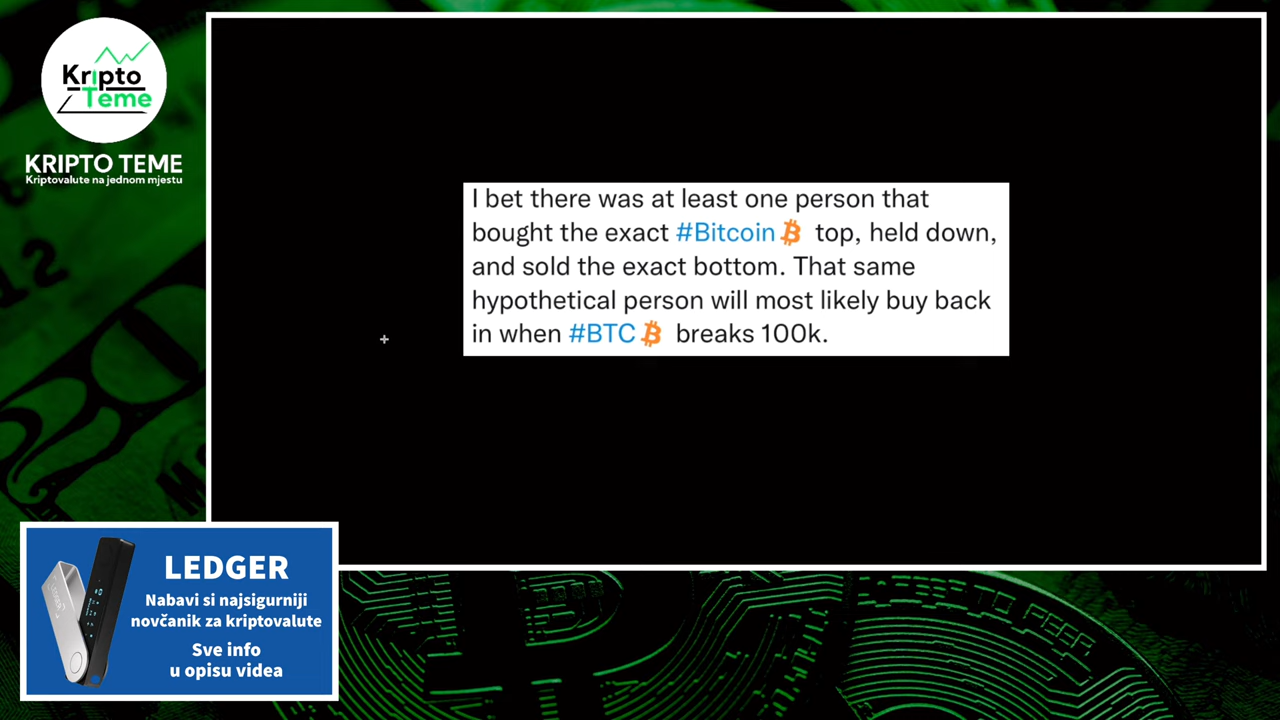 Kripto
Teme
KRIPTO TEME
Kriptovalute na jednom mjestu
I bet there was at least one person that
bought the exact #Bitcoin top, held down,
and sold the exact bottom. That same
hypothetical person will most likely buy back
in when #BTC breaks 100k.
LEDGER
Nabavi si najsigurniji
novčanik za kriptovalute
Sve info
u opisu videa